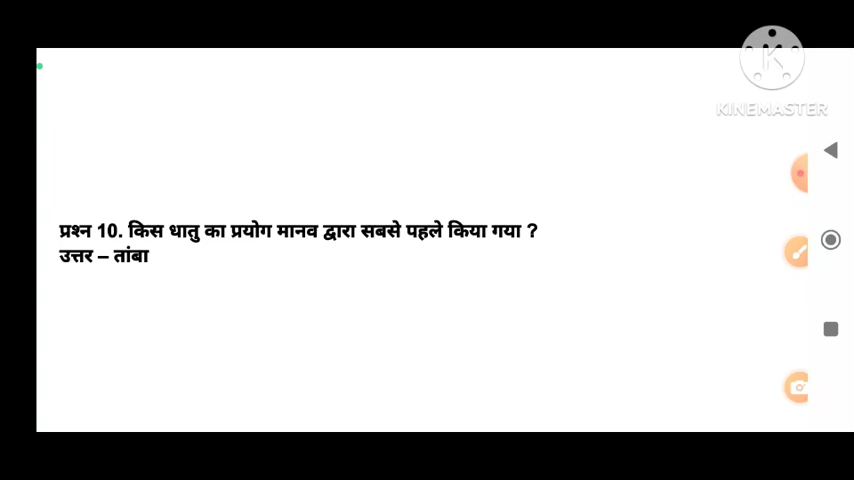 KINEMASTER
प्रश्न 10. किस धातु का प्रयोग मानव द्वारा सबसे पहले किया गया ?
उत्तर – तांबा